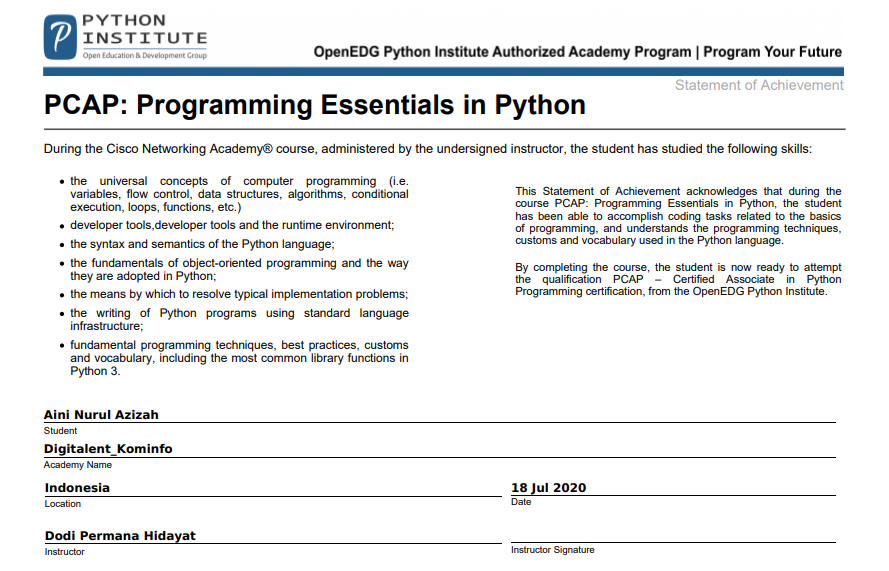 PYTHON
INSTITUTE
Open Education & Development Group
OpenEDG Python Institute Authorized Academy Program | Program Your Future
Statement of Achievement
PCAP: Programming Essentials in Python
During the Cisco Networking Academy® course, administered by the undersigned instructor, the student has studied the following skills:
• the universal concepts of computer programming (i.e.
variables, flow control, data structures, algorithms, conditional
execution, loops, functions, etc.)
• developer tools,developer tools and the runtime environment;
• the syntax and semantics of the Python language;
• the fundamentals of object-oriented programming and the way
they are adopted in Python;
• the means by which to resolve typical implementation problems;
• the writing of Python programs using standard language
infrastructure;
• fundamental programming techniques, best practices, customs
and vocabulary, including the most common library functions in
Python 3.
This Statement of Achievement acknowledges that during the
course PCAP: Programming Essentials in Python, the student
has been able to accomplish coding tasks related to the basics
of programming, and understands the programming techniques,
customs and vocabulary used in the Python language.
By completing the course, the student is now ready to attempt
the qualification PCAP – Certified Associate in Python
Programming certification, from the OpenEDG Python Institute.
Aini Nurul Azizah
Student
Digitalent_Kominfo
Academy Name
Indonesia
Location
18 Jul 2020
Date
Dodi Permana Hidayat
Instructor
Instructor Signature